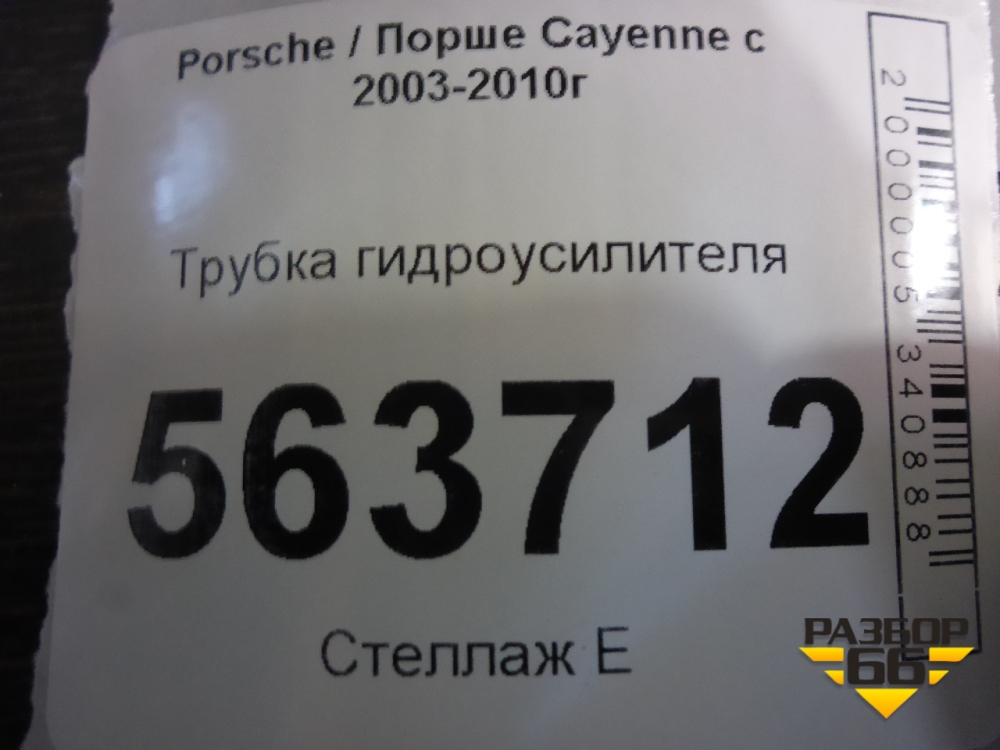 Porsche / Порше Cayenne с
2003-2010г
Трубка гидроусилителя
563712
Стеллаж Е
2000005340888
РАЗБОР
66